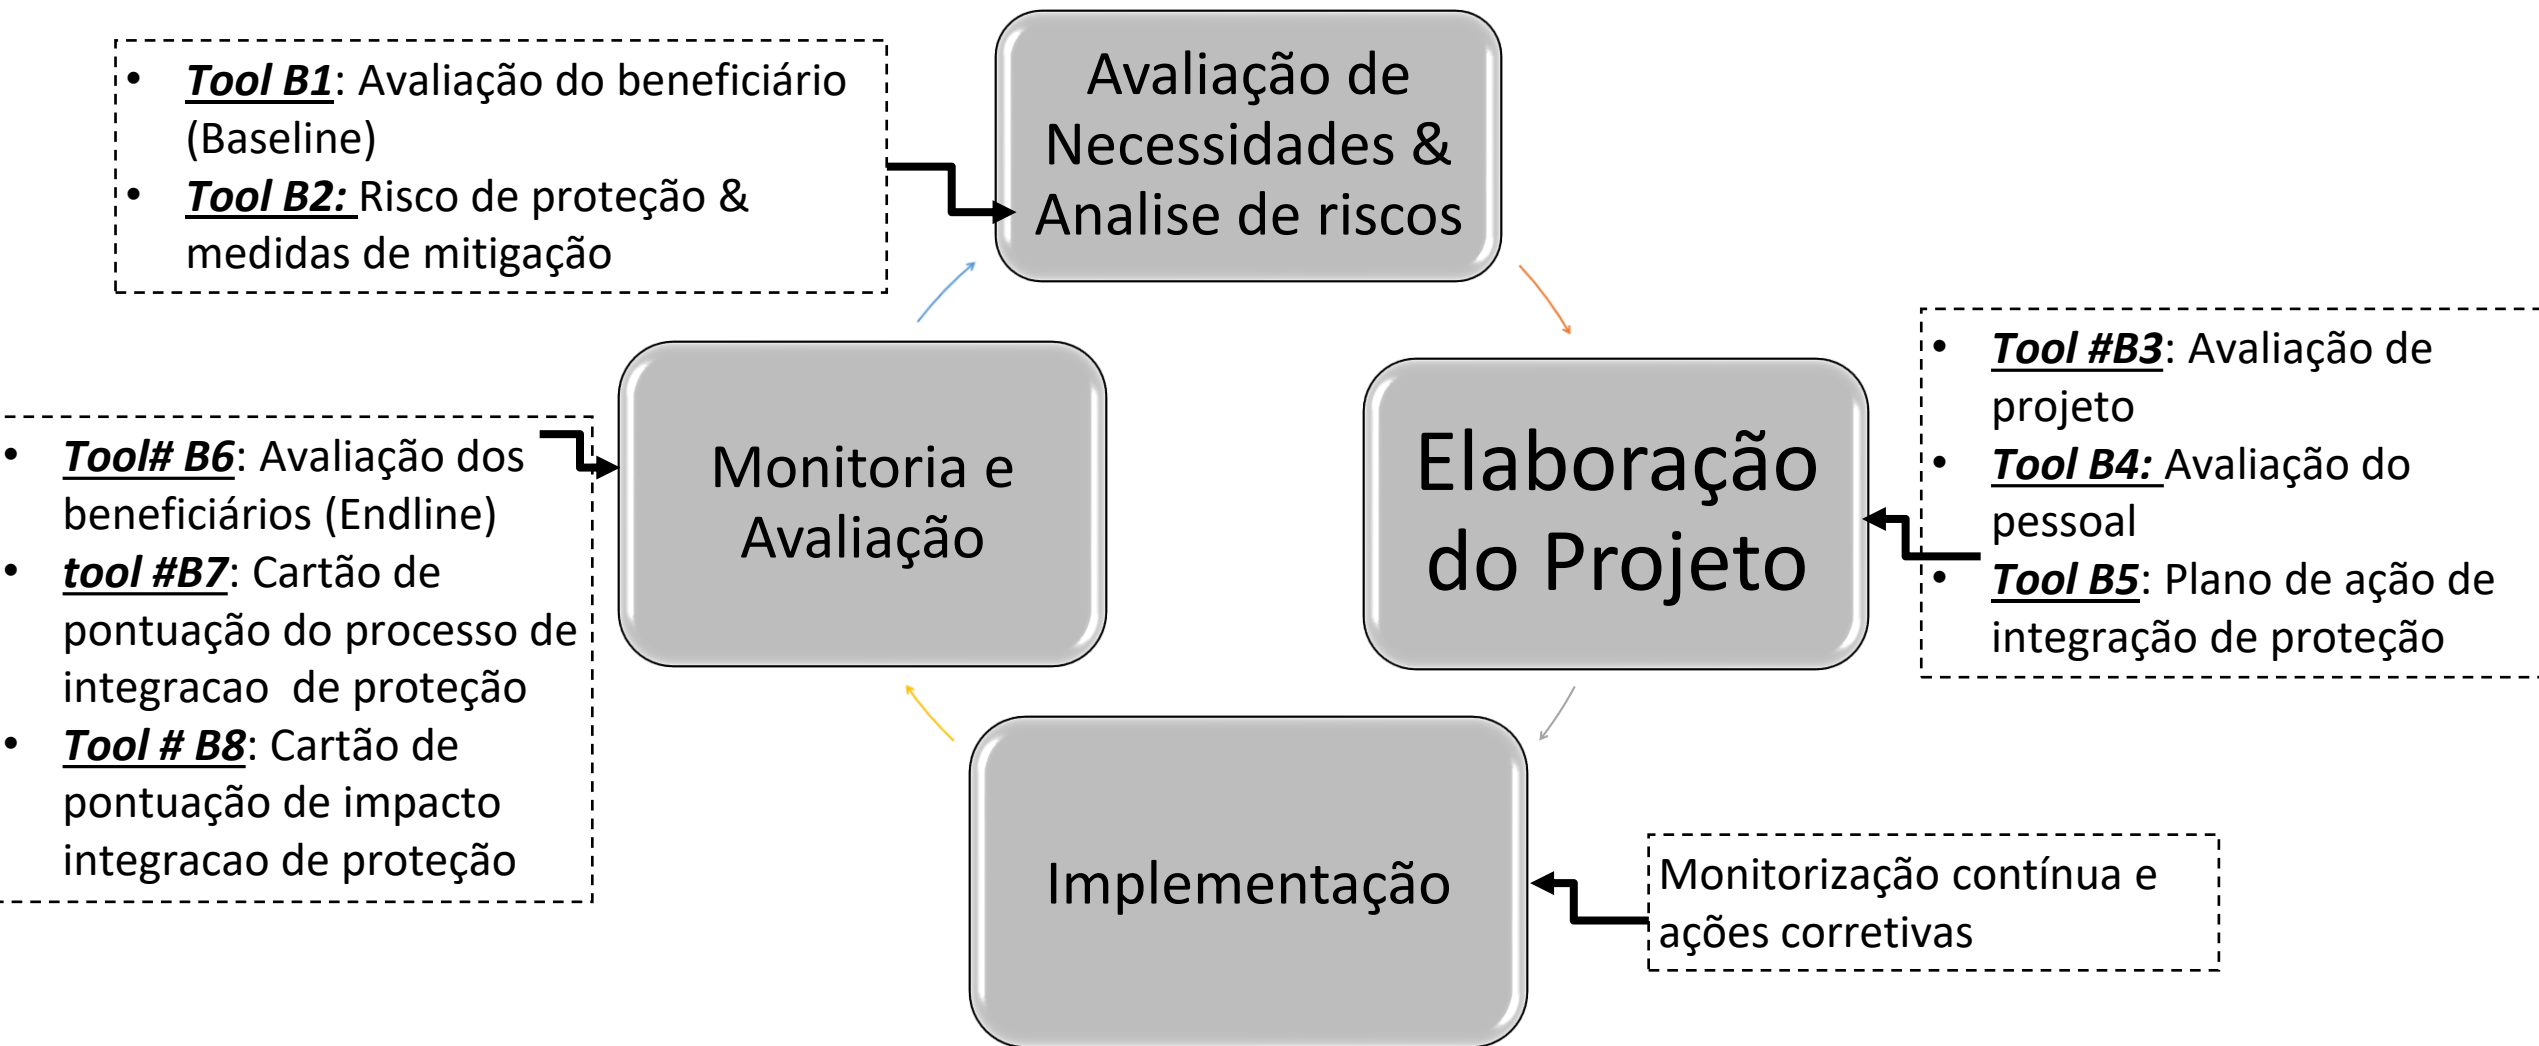 • Tool B1: Avaliação do beneficiário
(Baseline)
• Tool B2: Risco de proteção &
medidas de mitigação
Avaliação de
Necessidades &
Analise de riscos
• Tool #B3: Avaliação de
projeto
• Tool B4: Avaliação do
pessoal
• Tool B5: Plano de ação de
integração de proteção
Elaboração
do Projeto
Monitoria e
Avaliação
• Tool# B6: Avaliação dos
beneficiários (Endline)
• tool #B7: Cartão de
pontuação do processo de
integracao  de proteção
• Tool # B8: Cartão de
pontuação de impacto
integracao de proteção
Implementação
Monitorização contínua e
ações corretivas